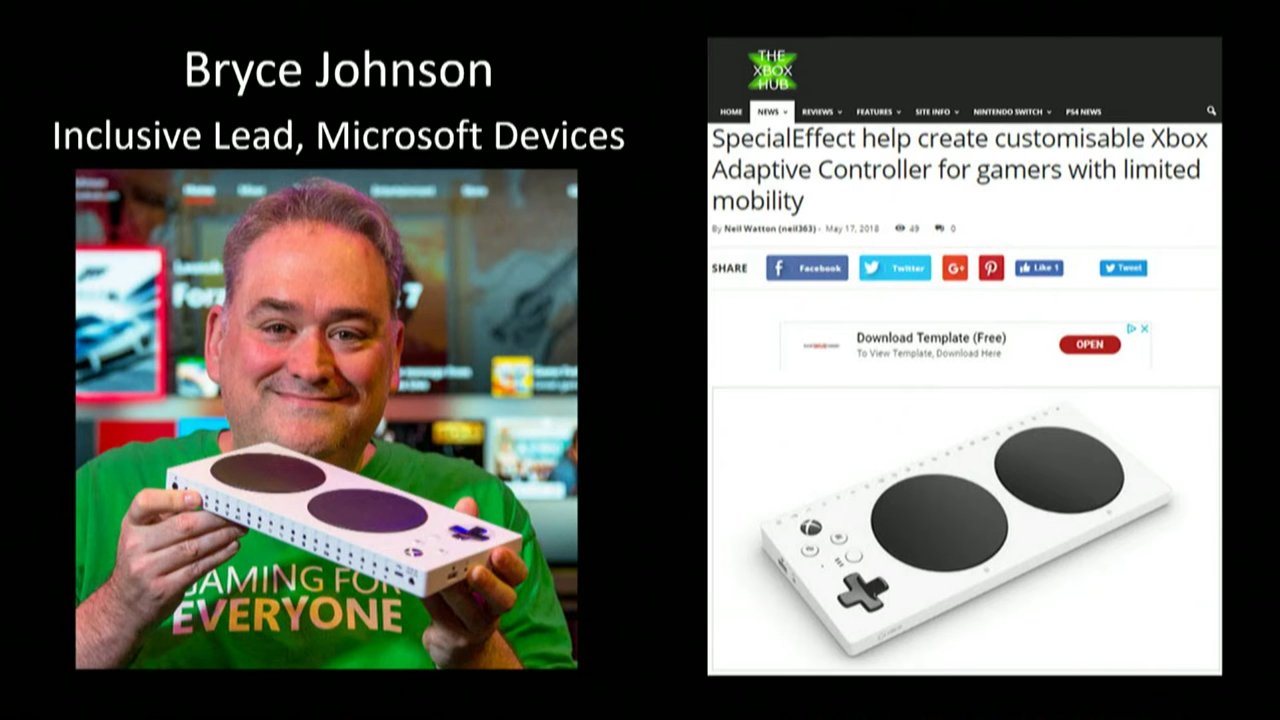 Bryce Johnson
Inclusive Lead, Microsoft Devices
GAMING FOR
EVERYONE
THE
XBOX
HUB
HOME NEWS REVIEWS FEATURES SITE INFO NINTENDO SWITCH PS4 NEWS
SpecialEffect help create customisable Xbox
Adaptive Controller for gamers with limited
mobility
By Neil Watton (neil363) - May 17, 2018 49 0
SHARE Facebook Twitter G+ Like 1 Tweet
Download Template (Free)
To View Template, Download Here
OPEN